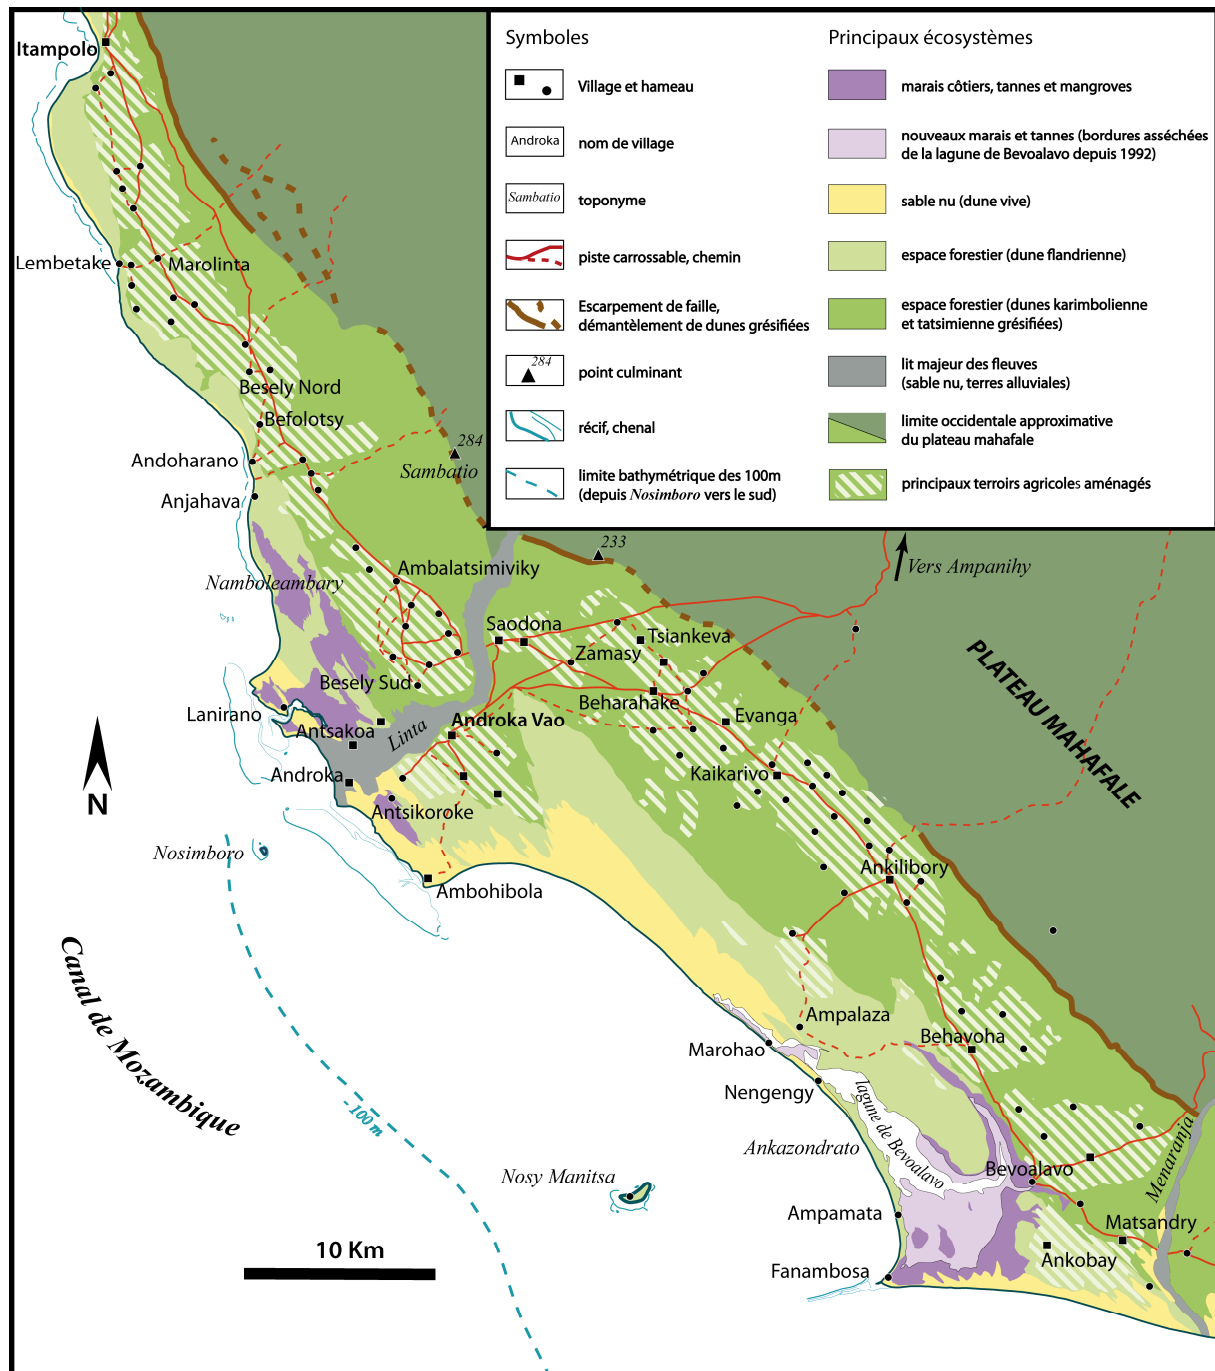 Symboles
Village et hameau
Androka
nom de village
Sambatio
toponyme
piste carrossable, chemin
Escarpement de faille,
démantèlement de dunes grésifiées
284
point culminant
récif, chenal
limite bathymétrique des 100m
(depuis Nosimboro vers le sud)
Principaux écosystèmes
marais côtiers, tannes et mangroves
nouveaux marais et tannes (bordures asséchées
de la lagune de Bevoalavo depuis 1992)
sable nu (dune vive)
espace forestier (dune flandrienne)
espace forestier (dunes karimbolienne
et tatsimienne grésifiées)
lit majeur des fleuves
(sable nu, terres alluviales)
limite occidentale approximative
du plateau mahafale
principaux terroirs agricoles aménagés
Itampolo
Lembetake
Marolinta
Besely Nord
Befolotsy
284
Andoharano
Sambatio
Anjahava
233
Vers Ampanihy
Ambalatsimiviky
Namboleambary
Saodona
Tsiankeva
Zamasy
PLATEAU MAHAFALE
Besely Sud
Beharahake
Lanirano
Androka Vao
Evanga
Antsakoa
Linta
Androka
Kaikarivo
N
Antsikoroke
Nosimboro
Ankilibory
Ambohibola
Canal de Mozambique
Ampalaza
Behavoha
Marohao
Nengengy
- 100 m
lagune de Bevoalavo
Ankazondrato
Menaranja
Bevoalavo
Nosy Manitsa
Ampamata
Matsandry
10 Km
Ankobay
Fanambosa